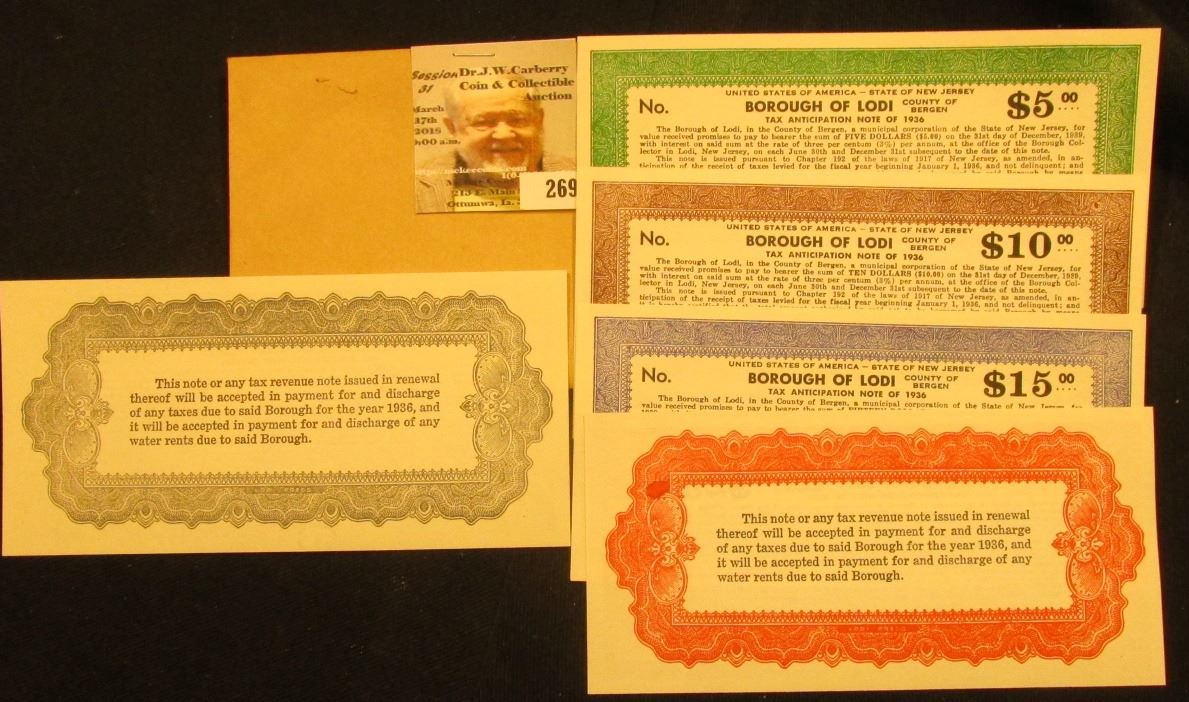 Session Dr.J.W.Carberry
31 Coin & Collectible
Auction
March
17th
2018
269
Ottumwa, Ia.
UNITED STATES OF AMERICA — STATE OF NEW JERSEY
No. BOROUGH OF LODI COUNTY OF BERGEN $5.00
TAX ANTICIPATION NOTE OF 1936
The Borough of Lodi, in the County of Bergen, a municipal corporation of the State of New Jersey, for
value received promises to pay to bearer the sum of FIVE DOLLARS ($5.00) on the 31st day of December, 1939,
with interest on said sum at the rate of three per centum (3%) per annum, at the office of the Borough Col-
lector in Lodi, New Jersey, on each June 30th and December 31st subsequent to the date of this note.
This note is issued pursuant to Chapter 192 of the laws of 1917 of New Jersey, as amended, in an-
ticipation of the receipt of taxes levied for the fiscal year beginning January 1, 1936, and not delinquent; and
UNITED STATES OF AMERICA — STATE OF NEW JERSEY
No. BOROUGH OF LODI COUNTY OF BERGEN $10.00
TAX ANTICIPATION NOTE OF 1936
The Borough of Lodi, in the County of Bergen, a municipal corporation of the State of New Jersey, for
value received promises to pay to bearer the sum of TEN DOLLARS ($10.00) on the 31st day of December, 1939,
with interest on said sum at the rate of three per centum (3%) per annum, at the office of the Borough Col-
lector in Lodi, New Jersey, on each June 30th and December 31st subsequent to the date of this note.
This note is issued pursuant to Chapter 192 of the laws of 1917 of New Jersey, as amended, in an-
ticipation of the receipt of taxes levied for the fiscal year beginning January 1, 1936, and not delinquent; and
UNITED STATES OF AMERICA — STATE OF NEW JERSEY
No. BOROUGH OF LODI COUNTY OF BERGEN $15.00
TAX ANTICIPATION NOTE OF 1936
The Borough of Lodi, in the County of Bergen, a municipal corporation of the State of New Jersey, for
value received promises to pay to bearer the sum of
This note or any tax revenue note issued in renewal
thereof will be accepted in payment for and discharge
of any taxes due to said Borough for the year 1936, and
it will be accepted in payment for and discharge of any
water rents due to said Borough.
This note or any tax revenue note issued in renewal
thereof will be accepted in payment for and discharge
of any taxes due to said Borough for the year 1936, and
it will be accepted in payment for and discharge of any
water rents due to said Borough.